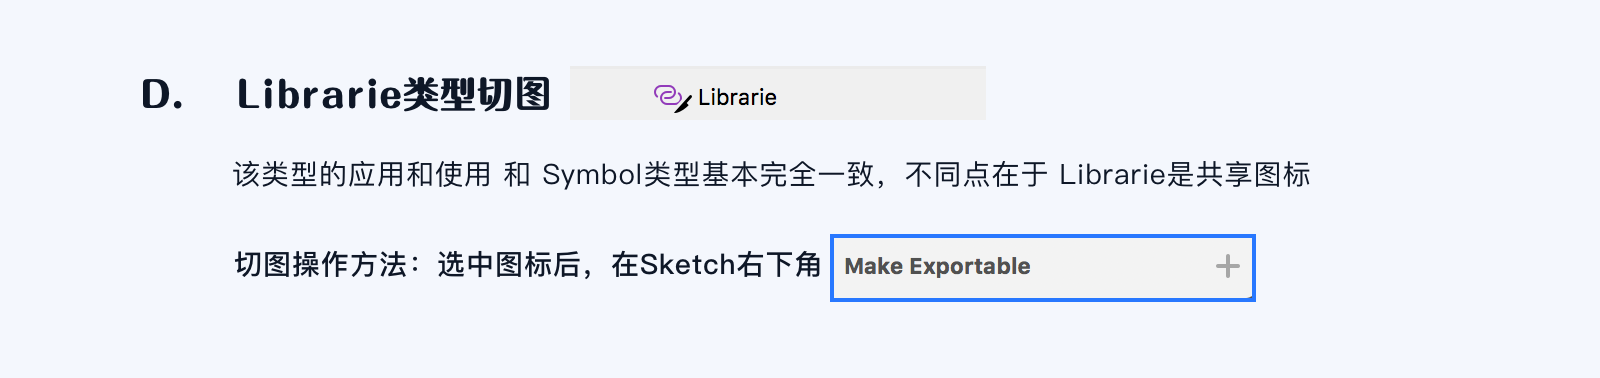 D. Librarie类型切图 Librarie
该类型的应用和使用 和 Symbol类型基本完全一致，不同点在于 Librarie是共享图标
切图操作方法：选中图标后，在Sketch右下角 Make Exportable +